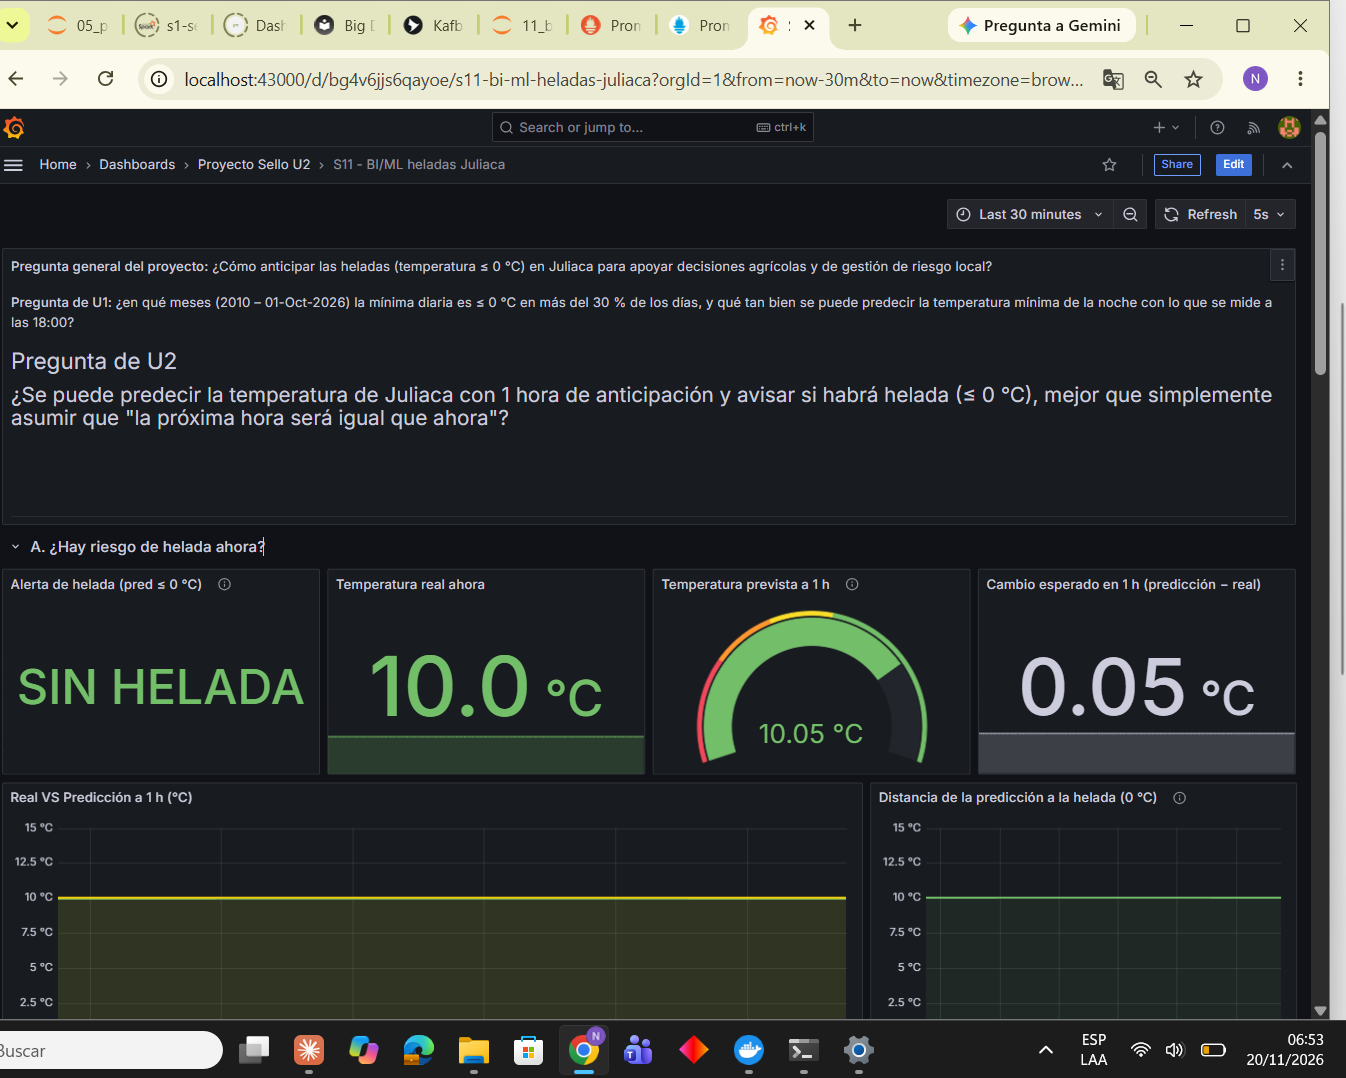 05_p
s1-s
Dash
Big D
Kafb
11_b
Pron
Pron
Pregunta a Gemini
localhost:43000/d/bg4v6jjs6qayoe/s11-bi-ml-heladas-juliaca?orgId=1&from=now-30m&to=now&timezone=brow...
N
Search or jump to...
ctrl+k
Home › Dashboards › Proyecto Sello U2 › S11 - BI/ML heladas Juliaca
Share
Edit
Last 30 minutes
Refresh
5s
Pregunta general del proyecto: ¿Cómo anticipar las heladas (temperatura ≤ 0 °C) en Juliaca para apoyar decisiones agrícolas y de gestión de riesgo local?
Pregunta de U1: ¿en qué meses (2010 – 01-Oct-2026) la mínima diaria es ≤ 0 °C en más del 30 % de los días, y qué tan bien se puede predecir la temperatura mínima de la noche con lo que se mide a
las 18:00?
Pregunta de U2
¿Se puede predecir la temperatura de Juliaca con 1 hora de anticipación y avisar si habrá helada (≤ 0 °C), mejor que simplemente
asumir que "la próxima hora será igual que ahora"?
A. ¿Hay riesgo de helada ahora?
Alerta de helada (pred ≤ 0 °C)
SIN HELADA
Temperatura real ahora
10.0 °C
Temperatura prevista a 1 h
10.05 °C
Cambio esperado en 1 h (predicción – real)
0.05 °C
Real VS Predicción a 1 h (°C)
15 °C
12.5 °C
10 °C
7.5 °C
5 °C
2.5 °C
Distancia de la predicción a la helada (0 °C)
15 °C
12.5 °C
10 °C
7.5 °C
5 °C
2.5 °C
Buscar
N
ESP
LAA
06:53
20/11/2026